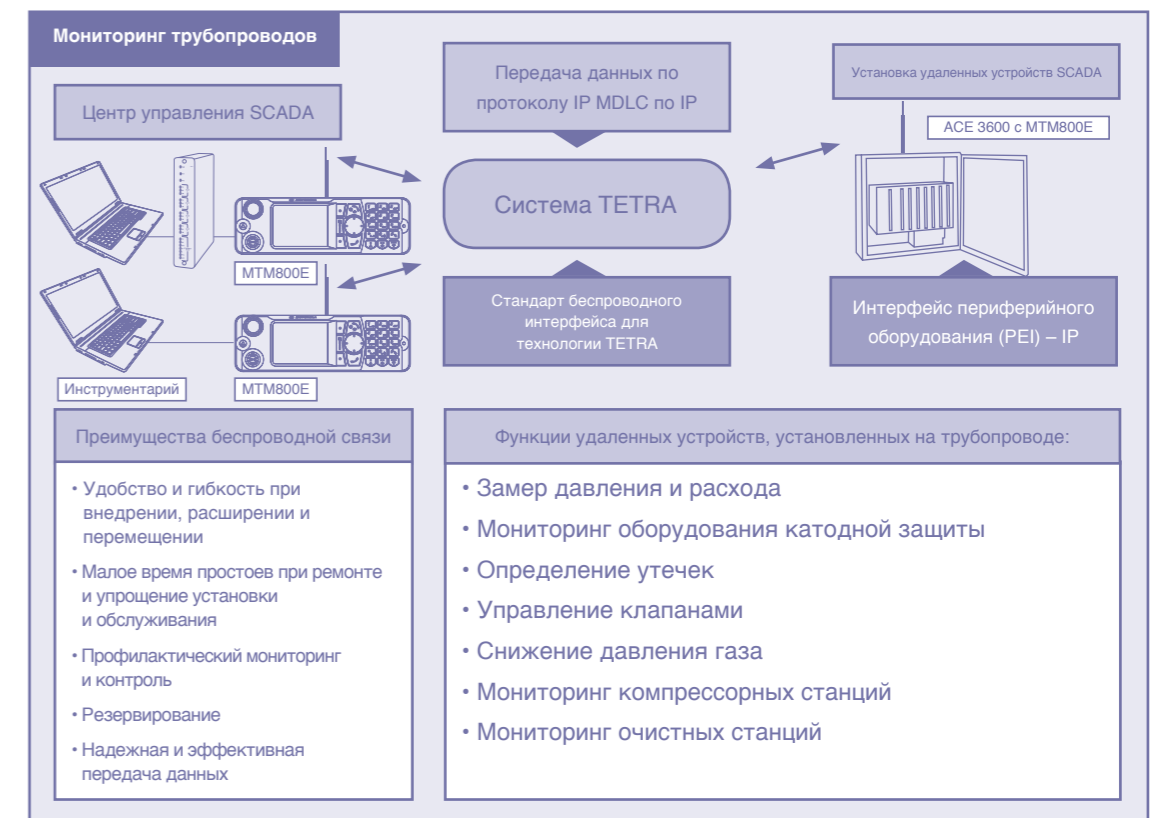 Мониторинг трубопроводов
Центр управления SCADA
Передача данных по
протоколу IP MDLC по IP
Установка удаленных устройств SCADA
ACE 3600 с MTM800E
Система TETRA
MTM800E
Стандарт беспроводного
интерфейса для
технологии TETRA
Интерфейс периферийного
оборудования (PEI) – IP
Инструментарий
MTM800E
Преимущества беспроводной связи
• Удобство и гибкость при
внедрении, расширении и
перемещении
• Малое время простоев при ремонте
и упрощение установки
и обслуживания
• Профилактический мониторинг
и контроль
• Резервирование
• Надежная и эффективная
передача данных
Функции удаленных устройств, установленных на трубопроводе:
• Замер давления и расхода
• Мониторинг оборудования катодной защиты
• Определение утечек
• Управление клапанами
• Снижение давления газа
• Мониторинг компрессорных станций
• Мониторинг очистных станций